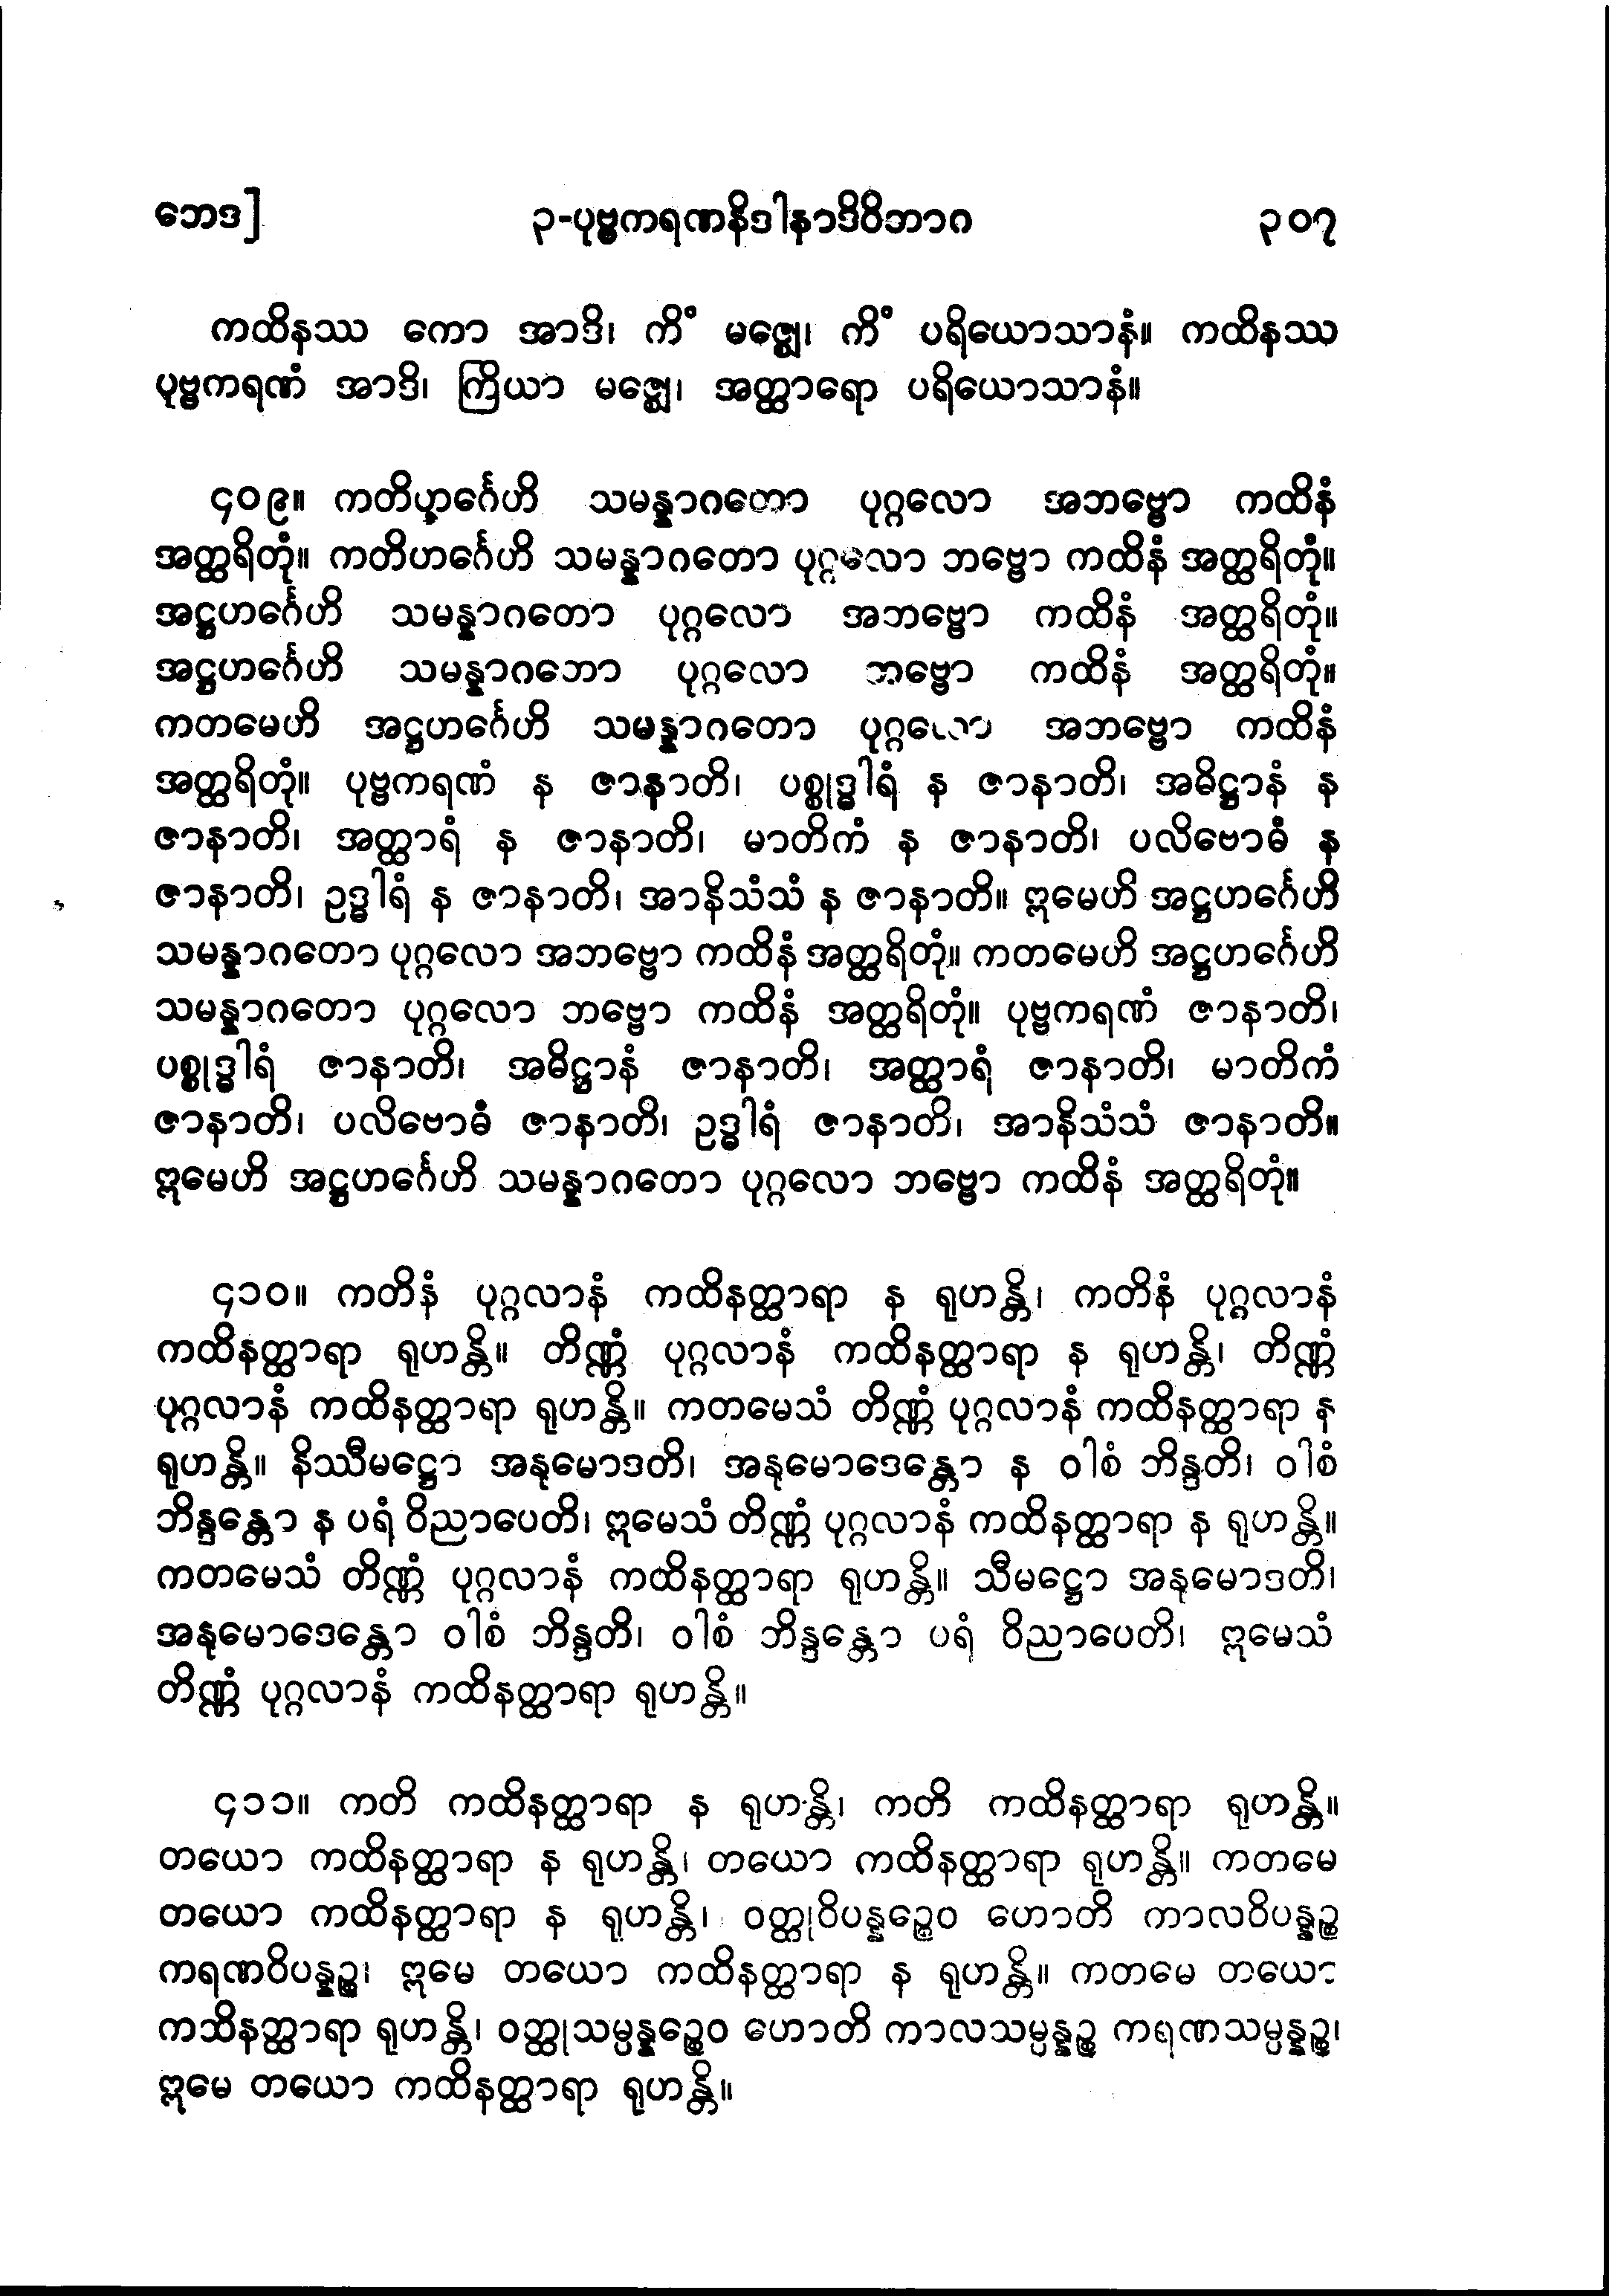 ဘေဒ] ၃-ပုဗ္ဗကရဏနိဒါနာဒိဝိဘာဂ ၃၀၇
ကထိနဿ ကော အာဒိ၊ ကိံ မဇ္ဈေ၊ ကိံ ပရိယောသာနံ။ ကထိနဿ
ပုဗ္ဗကရဏံ အာဒိ၊ ကြိယာ မဇ္ဈေ၊ အတ္ထာရော ပရိယောသာနံ။
၄၀၉။ ကတိဟင်္ဂေဟိ သမန္နာဂတော ပုဂ္ဂလော အဘဗ္ဗော ကထိနံ
အတ္ထရိတုံ။ ကတိဟင်္ဂေဟိ သမန္နာဂတော ပုဂ္ဂလော ဘဗ္ဗော ကထိနံ အတ္ထရိတုံ။
အဋ္ဌဟင်္ဂေဟိ သမန္နာဂတော ပုဂ္ဂလော အဘဗ္ဗော ကထိနံ အတ္ထရိတုံ။
အဋ္ဌဟင်္ဂေဟိ သမန္နာဂဘော ပုဂ္ဂလော ဘဗ္ဗော ကထိနံ အတ္ထရိတုံ။
ကတမေဟိ အဋ္ဌဟင်္ဂေဟိ သမန္နာဂတော ပုဂ္ဂလော အဘဗ္ဗော ကထိနံ
အတ္ထရိတုံ။ ပုဗ္ဗကရဏံ န ဇာနာတိ၊ ပစ္စုဒ္ဓါရံ န ဇာနာတိ၊ အဓိဋ္ဌာနံ န
ဇာနာတိ၊ အတ္ထာရံ န ဇာနာတိ၊ မာတိကံ န ဇာနာတိ၊ ပလိဗောဓံ န
ဇာနာတိ၊ ဥဒ္ဓါရံ န ဇာနာတိ၊ အာနိသံသံ န ဇာနာတိ။ ဣမေဟိ အဋ္ဌဟင်္ဂေဟိ
သမန္နာဂတော ပုဂ္ဂလော အဘဗ္ဗော ကထိနံ အတ္ထရိတုံ။ ကတမေဟိ အဋ္ဌဟင်္ဂေဟိ
သမန္နာဂတော ပုဂ္ဂလော ဘဗ္ဗော ကထိနံ အတ္ထရိတုံ။ ပုဗ္ဗကရဏံ ဇာနာတိ၊
ပစ္စုဒ္ဓါရံ ဇာနာတိ၊ အဓိဋ္ဌာနံ ဇာနာတိ၊ အတ္ထာရံ ဇာနာတိ၊ မာတိကံ
ဇာနာတိ၊ ပလိဗောဓံ ဇာနာတိ၊ ဥဒ္ဓါရံ ဇာနာတိ၊ အာနိသံသံ ဇာနာတိ။
ဣမေဟိ အဋ္ဌဟင်္ဂေဟိ သမန္နာဂတော ပုဂ္ဂလော ဘဗ္ဗော ကထိနံ အတ္ထရိတုံ။
၄၁၀။ ကတိနံ ပုဂ္ဂလာနံ ကထိနတ္ထာရာ န ရုဟန္တိ၊ ကတိနံ ပုဂ္ဂလာနံ
ကထိနတ္ထာရာ ရုဟန္တိ။ တိဏ္ဏံ ပုဂ္ဂလာနံ ကထိနတ္ထာရာ န ရုဟန္တိ၊ တိဏ္ဏံ
ပုဂ္ဂလာနံ ကထိနတ္ထာရာ ရုဟန္တိ။ ကတမေသံ တိဏ္ဏံ ပုဂ္ဂလာနံ ကထိနတ္ထာရာ န
ရုဟန္တိ။ နိဿီမဋ္ဌော အနုမောဒတိ၊ အနုမောဒေန္တော န ဝါစံ ဘိန္ဒတိ၊ ဝါစံ
ဘိန္ဒန္တော န ပရံ ဝိညာပေတိ၊ ဣမေသံ တိဏ္ဏံ ပုဂ္ဂလာနံ ကထိနတ္ထာရာ န ရုဟန္တိ။
ကတမေသံ တိဏ္ဏံ ပုဂ္ဂလာနံ ကထိနတ္ထာရာ ရုဟန္တိ။ သီမဋ္ဌော အနုမောဒတိ၊
အနုမောဒေန္တော ဝါစံ ဘိန္ဒတိ၊ ဝါစံ ဘိန္ဒန္တော ပရံ ဝိညာပေတိ၊ ဣမေသံ
တိဏ္ဏံ ပုဂ္ဂလာနံ ကထိနတ္ထာရာ ရုဟန္တိ။
၄၁၁။ ကတိ ကထိနတ္ထာရာ န ရုဟန္တိ၊ ကတိ ကထိနတ္ထာရာ ရုဟန္တိ။
တယော ကထိနတ္ထာရာ န ရုဟန္တိ၊ တယော ကထိနတ္ထာရာ ရုဟန္တိ။ ကတမေ
တယော ကထိနတ္ထာရာ န ရုဟန္တိ၊ ဝတ္ထုဝိပန္နဉ္စေဝ ဟောတိ ကာလဝိပန္နဉ္စ
ကရဏဝိပန္နဉ္စ၊ ဣမေ တယော ကထိနတ္ထာရာ န ရုဟန္တိ။ ကတမေ တယော
ကထိနတ္ထာရာ ရုဟန္တိ၊ ဝတ္ထုသမ္ပန္နဉ္စေဝ ဟောတိ ကာလသမ္ပန္နဉ္စ ကရဏသမ္ပန္နဉ္စ၊
ဣမေ တယော ကထိနတ္ထာရာ ရုဟန္တိ။